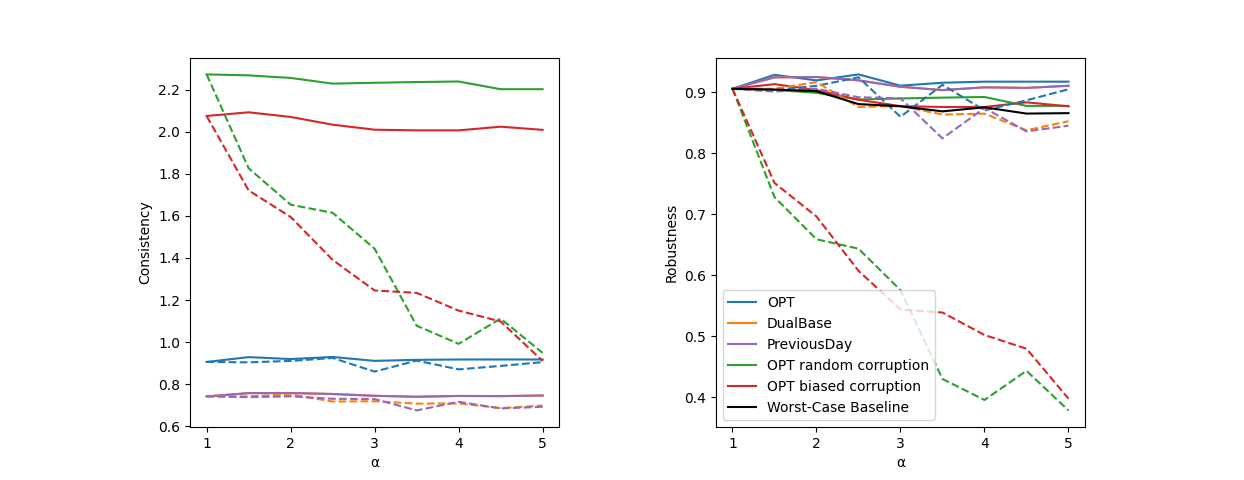 Consistency
2.2
2.0
1.8
1.6
1.4
1.2
1.0
0.8
0.6
1 2 3 4 5
α
Robustness
0.9
0.8
0.7
0.6
0.5
0.4
OPT
DualBase
PreviousDay
OPT random corruption
OPT biased corruption
Worst-Case Baseline
1 2 3 4 5
α